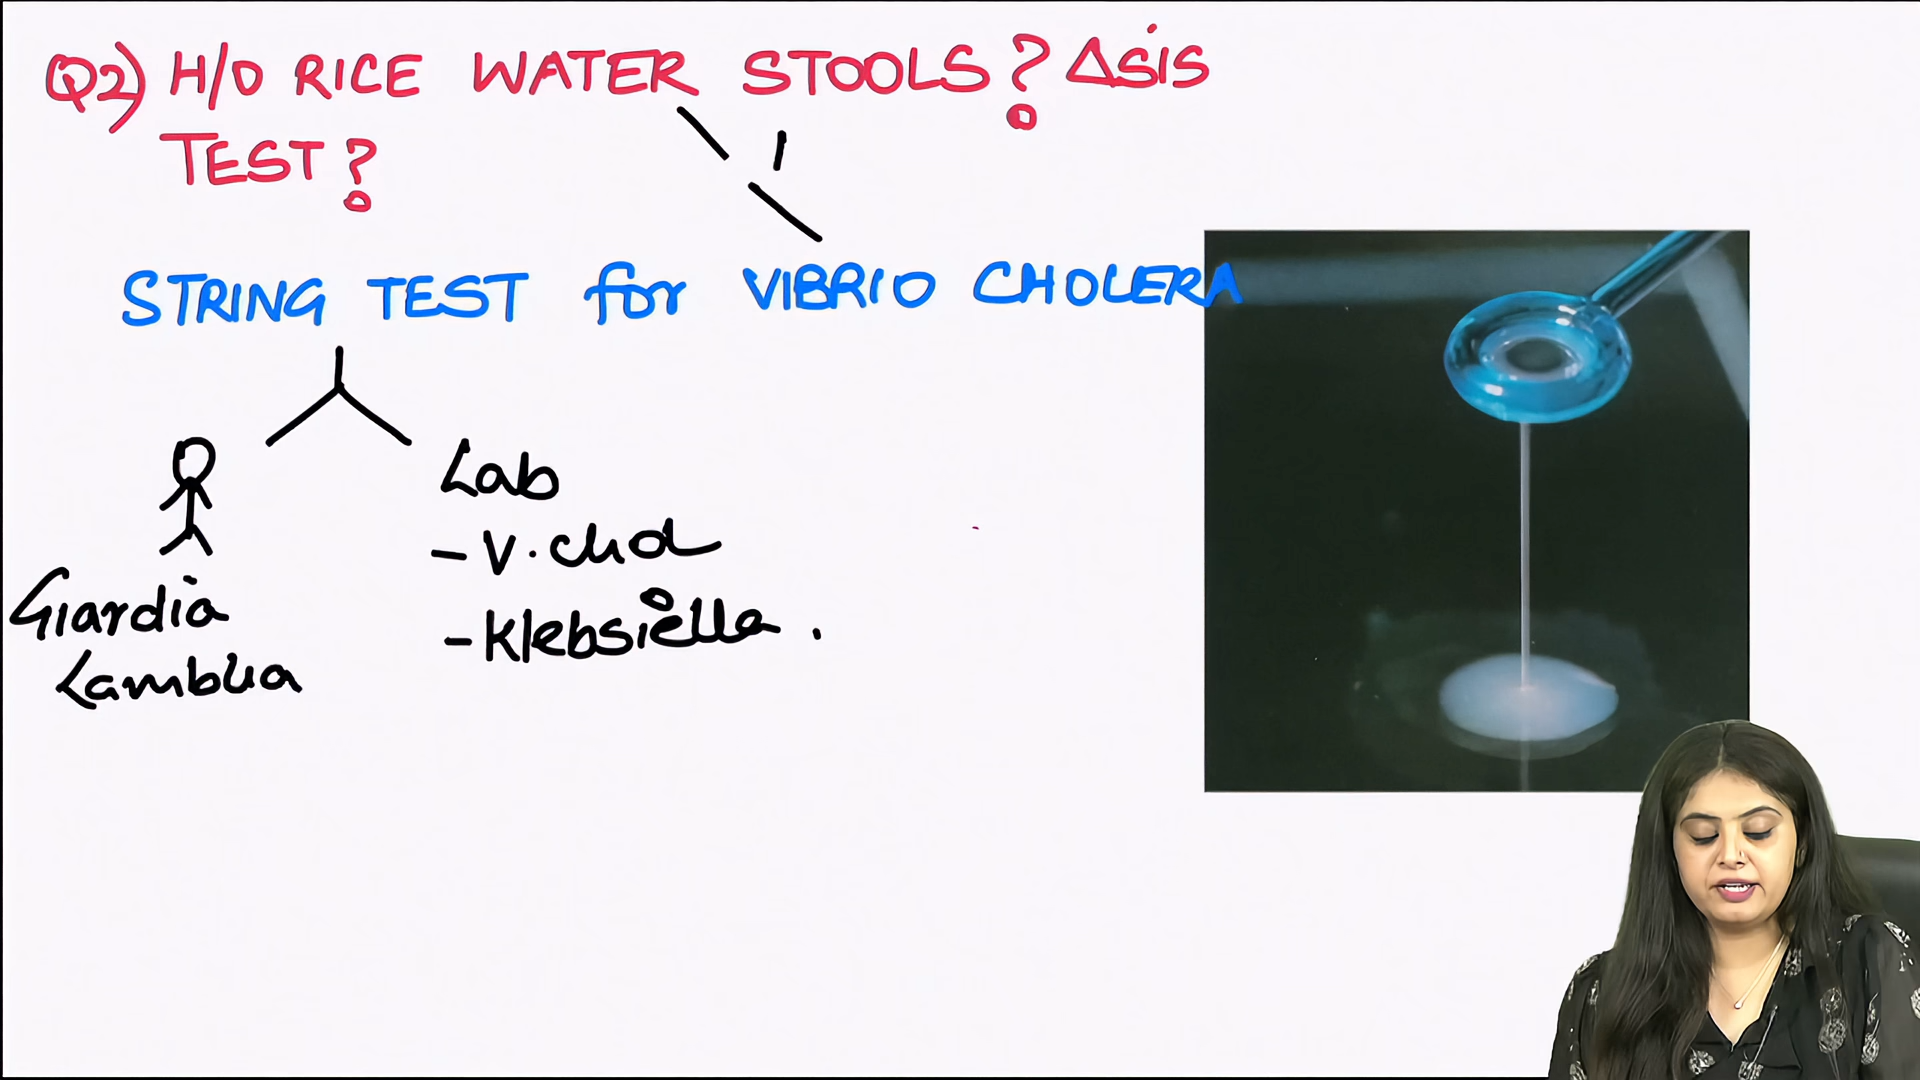 Q2) H/O RICE WATER STOOLS? Δsis
TEST?
STRING TEST for VIBRIO CHOLERA
Lab
- V. chol
- Klebsiella.
Giardia
Lamblia